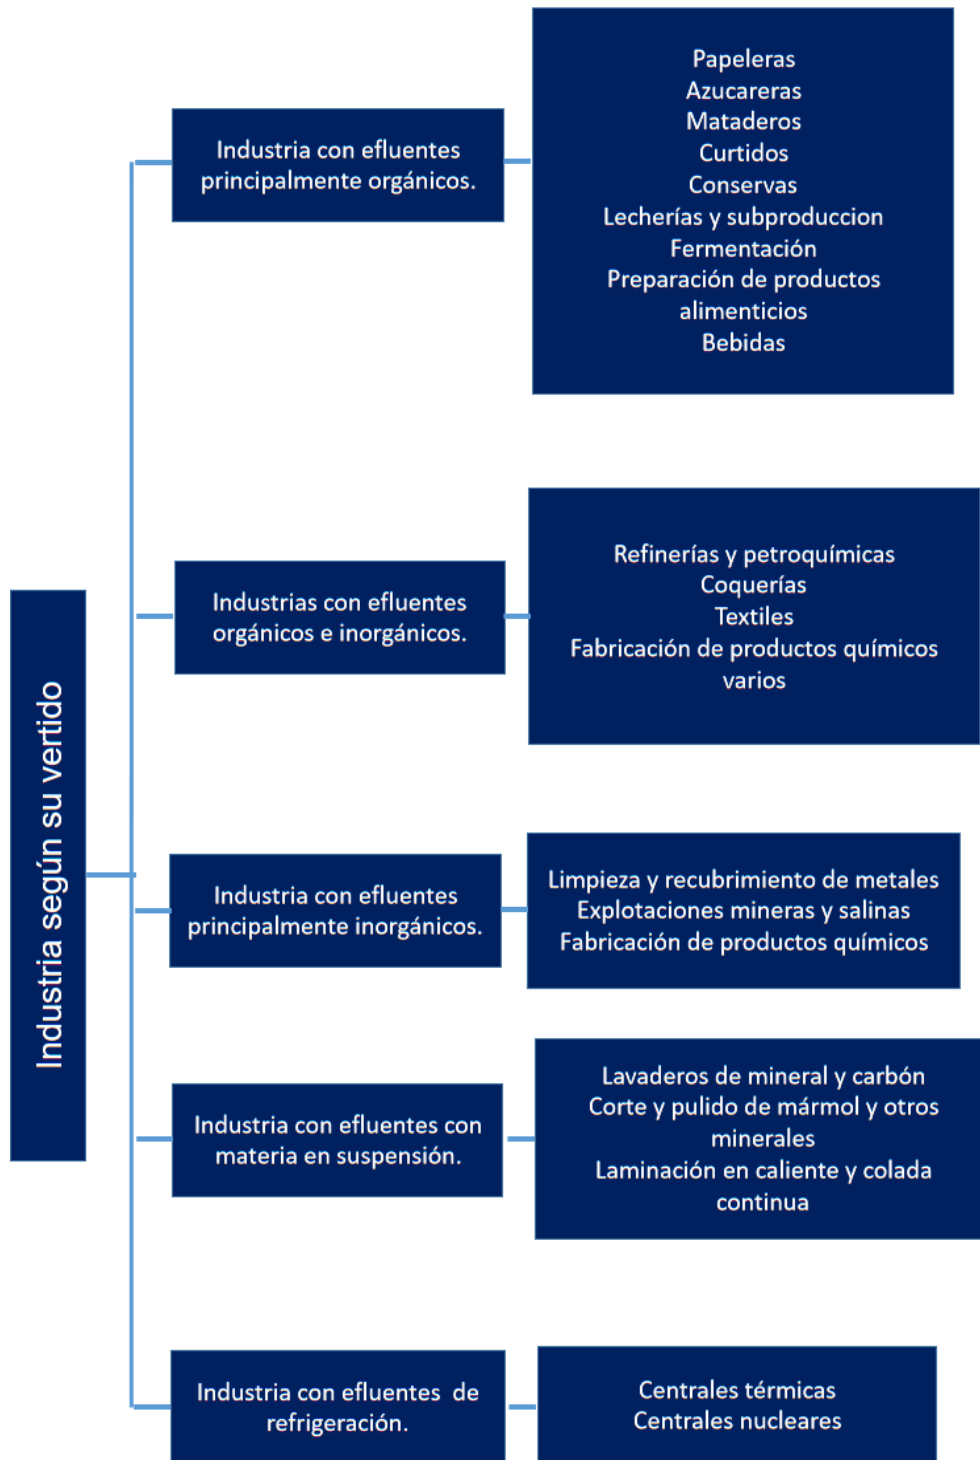 Industria según su vertido
Industria con efluentes
principalmente orgánicos.
Papeleras
Azucareras
Mataderos
Curtidos
Conservas
Lecherías y subproduccion
Fermentación
Preparación de productos
alimenticios
Bebidas
Industrias con efluentes
orgánicos e inorgánicos.
Refinerías y petroquímicas
Coquerías
Textiles
Fabricación de productos químicos
varios
Industria con efluentes
principalmente inorgánicos.
Limpieza y recubrimiento de metales
Explotaciones mineras y salinas
Fabricación de productos químicos
Industria con efluentes con
materia en suspensión.
Lavaderos de mineral y carbón
Corte y pulido de mármol y otros
minerales
Laminación en caliente y colada
continua
Industria con efluentes  de
refrigeración.
Centrales térmicas
Centrales nucleares